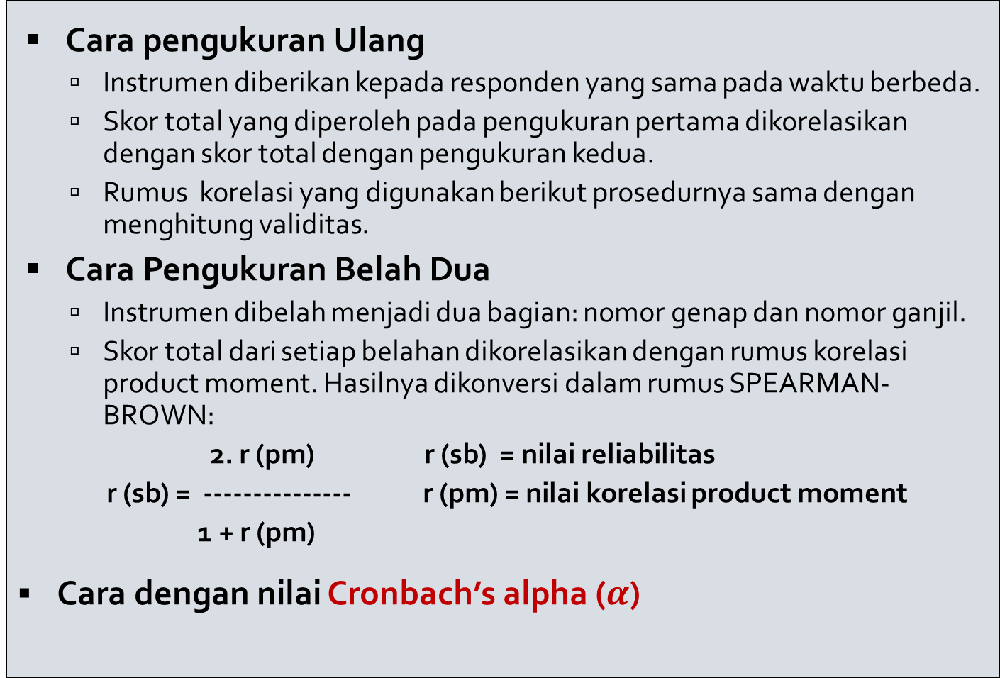 ▪ Cara pengukuran Ulang
▫ Instrumen diberikan kepada responden yang sama pada waktu berbeda.
▫ Skor total yang diperoleh pada pengukuran pertama dikorelasikan
dengan skor total dengan pengukuran kedua.
▫ Rumus korelasi yang digunakan berikut prosedurnya sama dengan
menghitung validitas.
▪ Cara Pengukuran Belah Dua
▫ Instrumen dibelah menjadi dua bagian: nomor genap dan nomor ganjil.
▫ Skor total dari setiap belahan dikorelasikan dengan rumus korelasi
product moment. Hasilnya dikonversi dalam rumus SPEARMAN-
BROWN:
2. r (pm) r (sb) = nilai reliabilitas
r (sb) = --------------- r (pm) = nilai korelasi product moment
1 + r (pm)
▪ Cara dengan nilai Cronbach’s alpha (α)